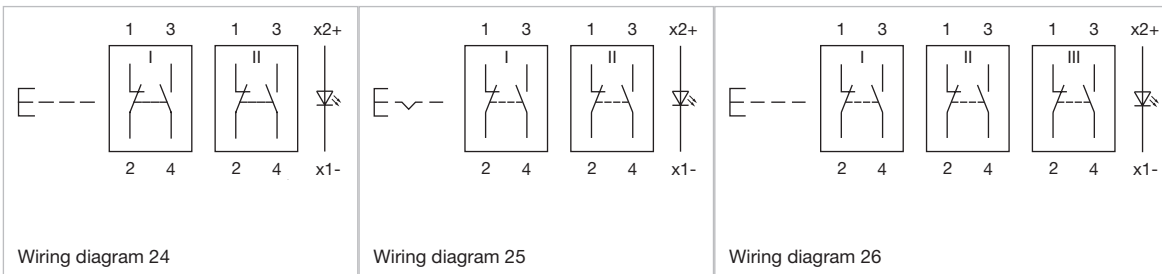 1 3 1 3 x2+
I II
2 4 2 4 x1-
Wiring diagram 24
1 3 1 3 x2+
I II
2 4 2 4 x1-
Wiring diagram 25
1 3 1 3 1 3 x2+
I II III
2 4 2 4 2 4 x1-
Wiring diagram 26